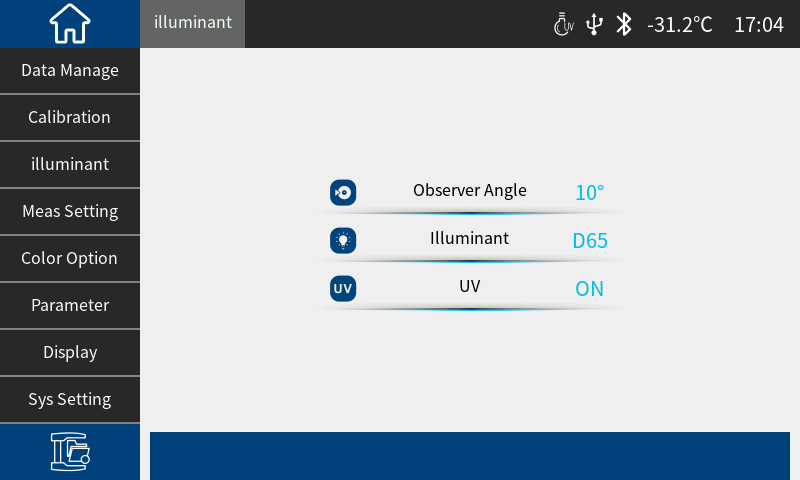 illuminant
UV
-31.2°C
17:04
Data Manage
Calibration
illuminant
Meas Setting
Color Option
Parameter
Display
Sys Setting
Observer Angle
10°
Illuminant
D65
UV
UV
ON